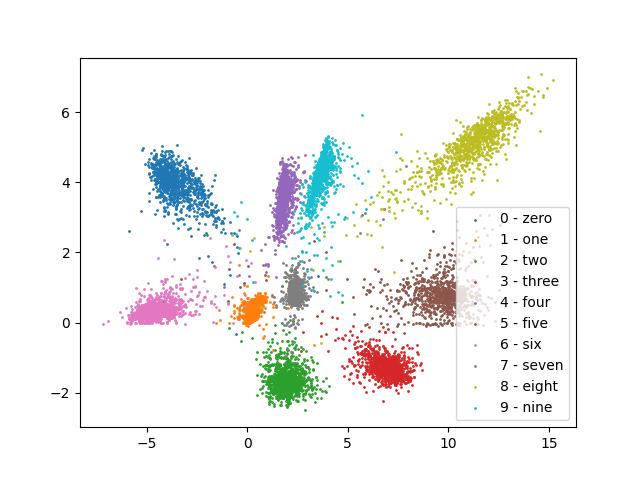 6
4
2
0
−2
−5
0
5
10
15
0 - zero
1 - one
2 - two
3 - three
4 - four
5 - five
6 - six
7 - seven
8 - eight
9 - nine